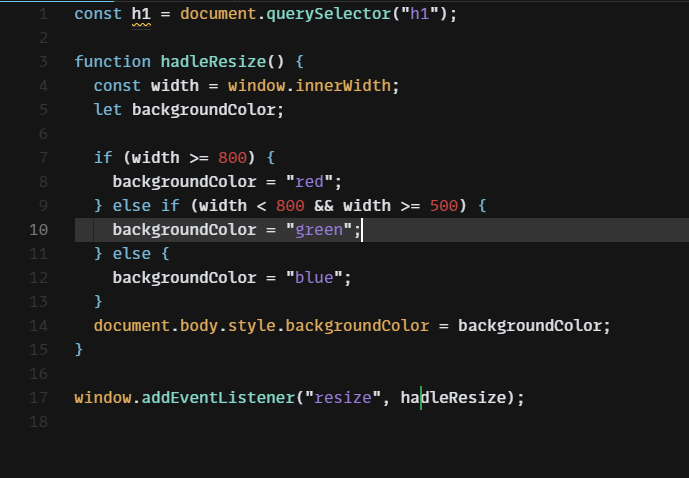 1 const h1 = document.querySelector("h1");
2
3 function hadleResize() {
4   const width = window.innerWidth;
5   let backgroundColor;
6
7   if (width >= 800) {
8     backgroundColor = "red";
9   } else if (width < 800 && width >= 500) {
10     backgroundColor = "green";
11   } else {
12     backgroundColor = "blue";
13   }
14   document.body.style.backgroundColor = backgroundColor;
15 }
16
17 window.addEventListener("resize", hadleResize);
18